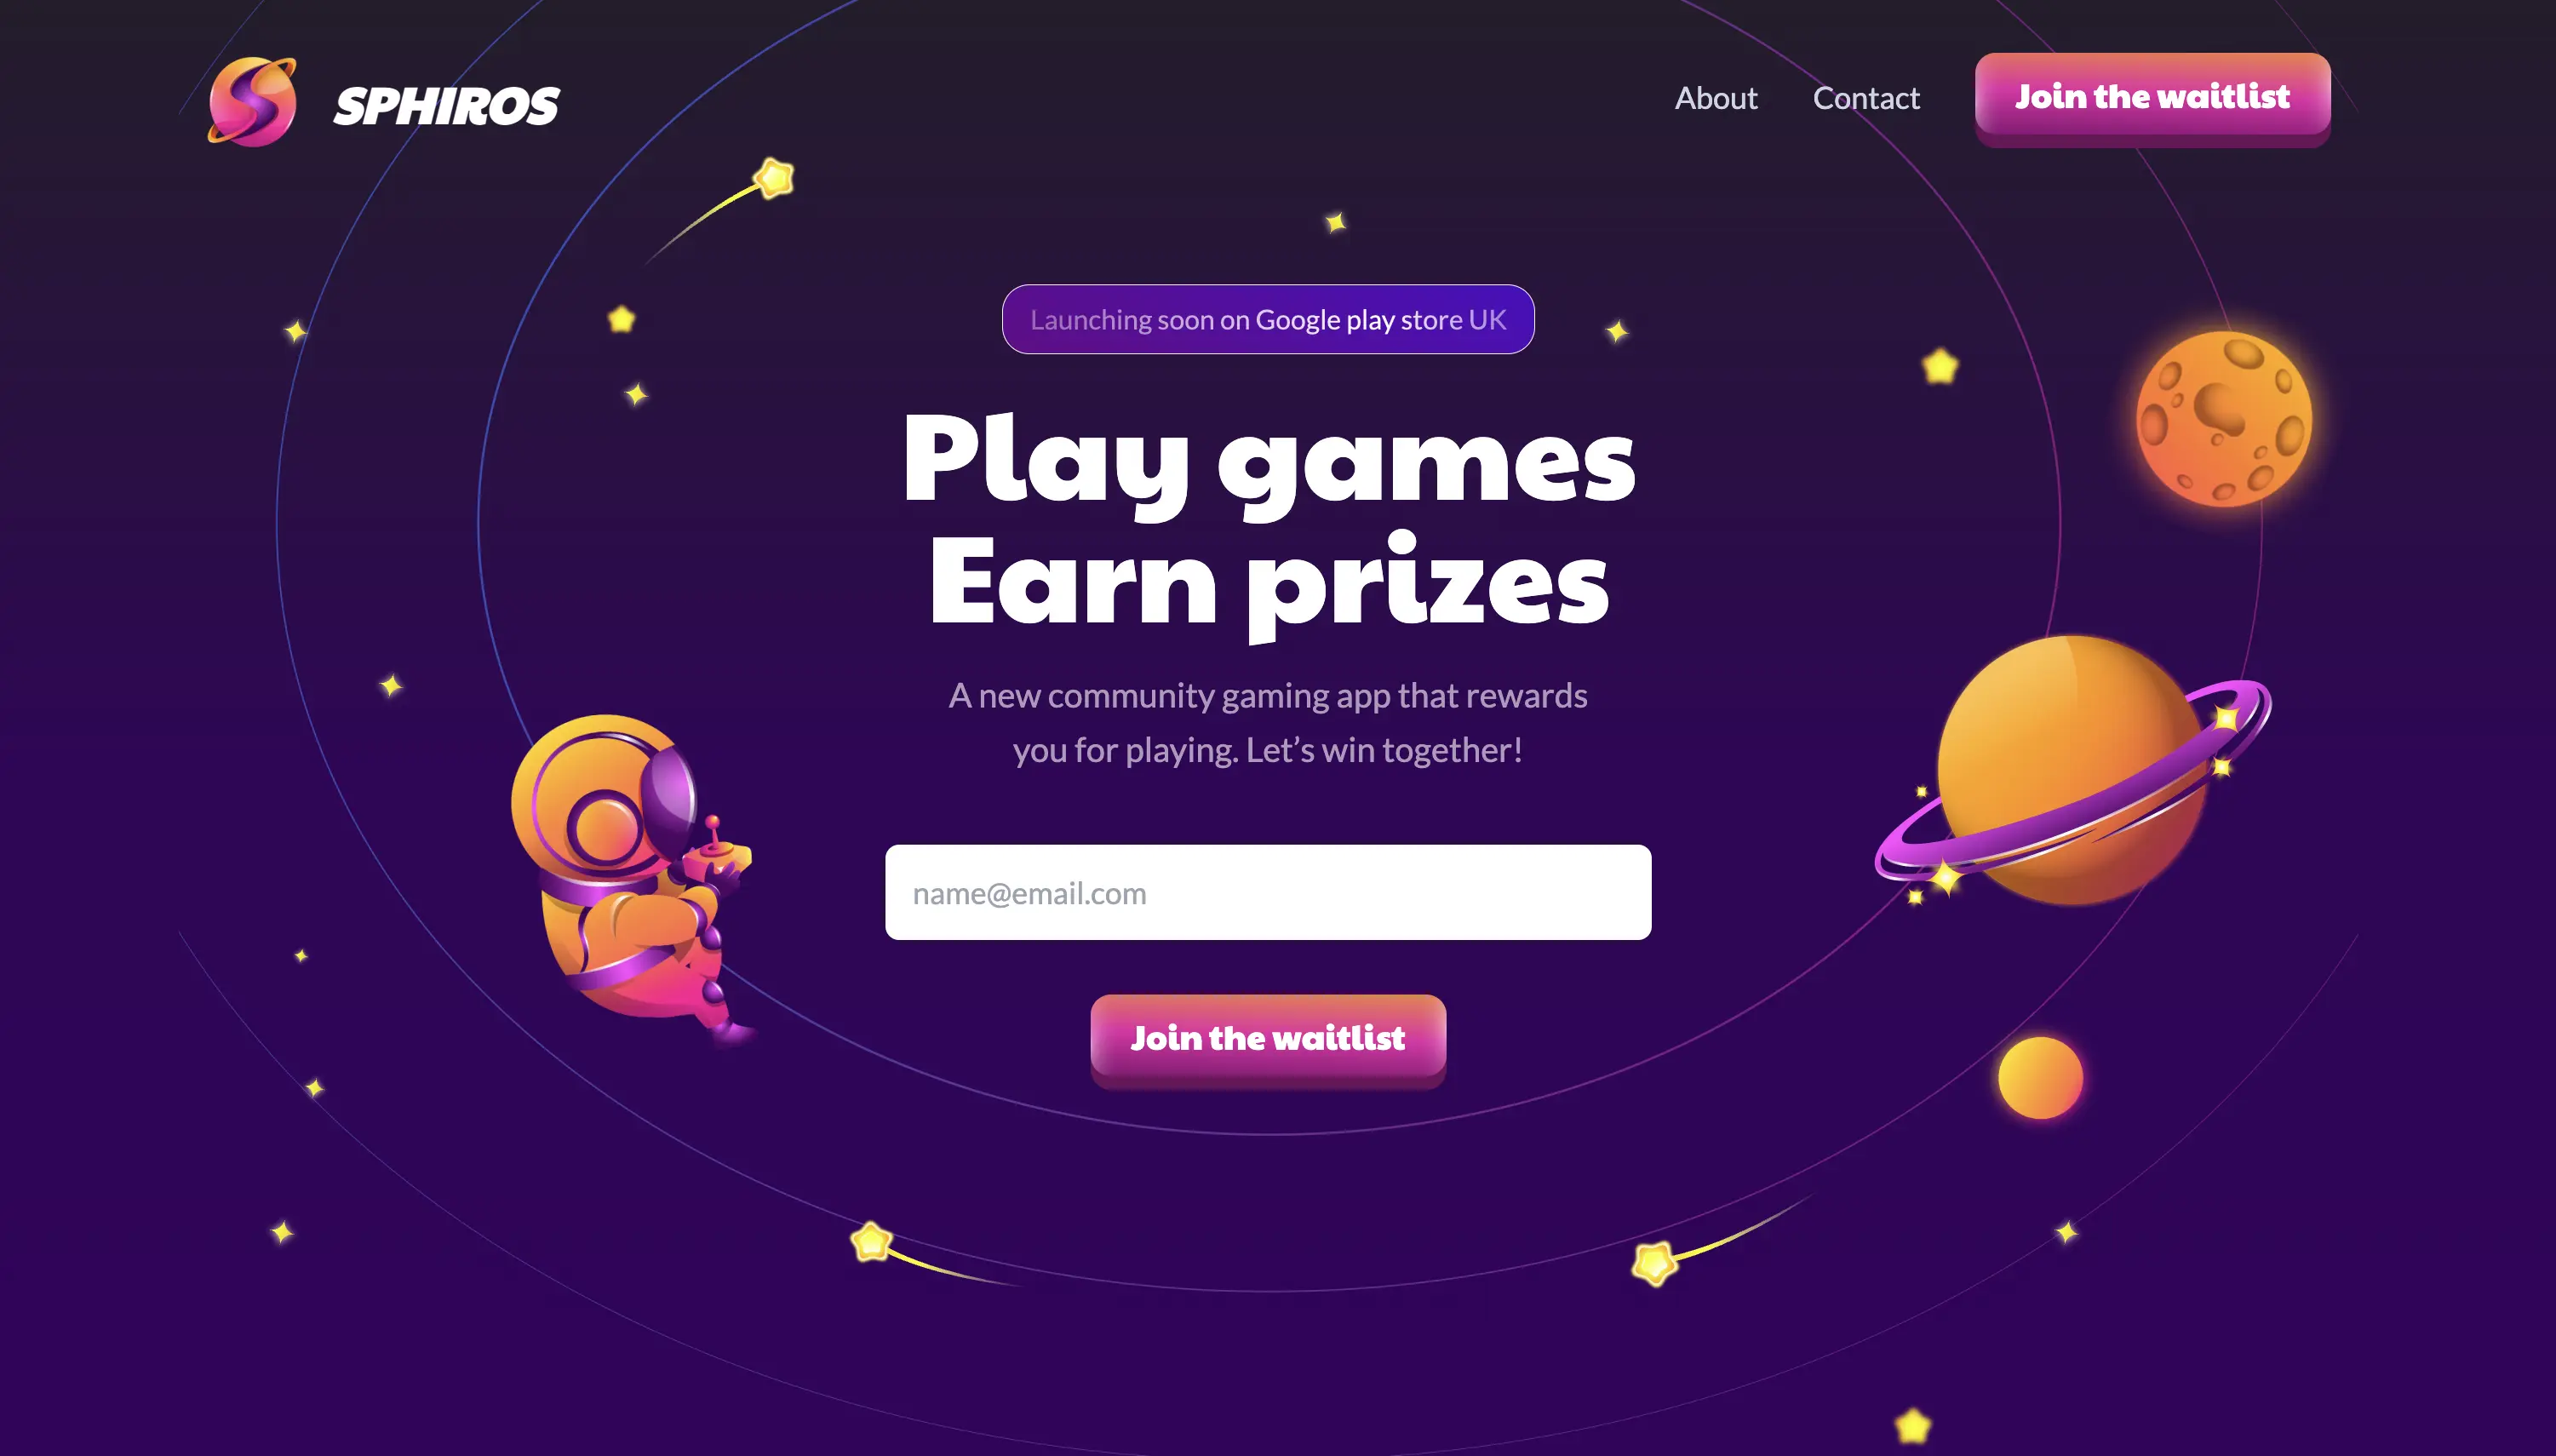 SPHIROS
About
Contact
Join the waitlist
Launching soon on Google play store UK
Play games
Earn prizes
A new community gaming app that rewards
you for playing. Let’s win together!
name@email.com
Join the waitlist